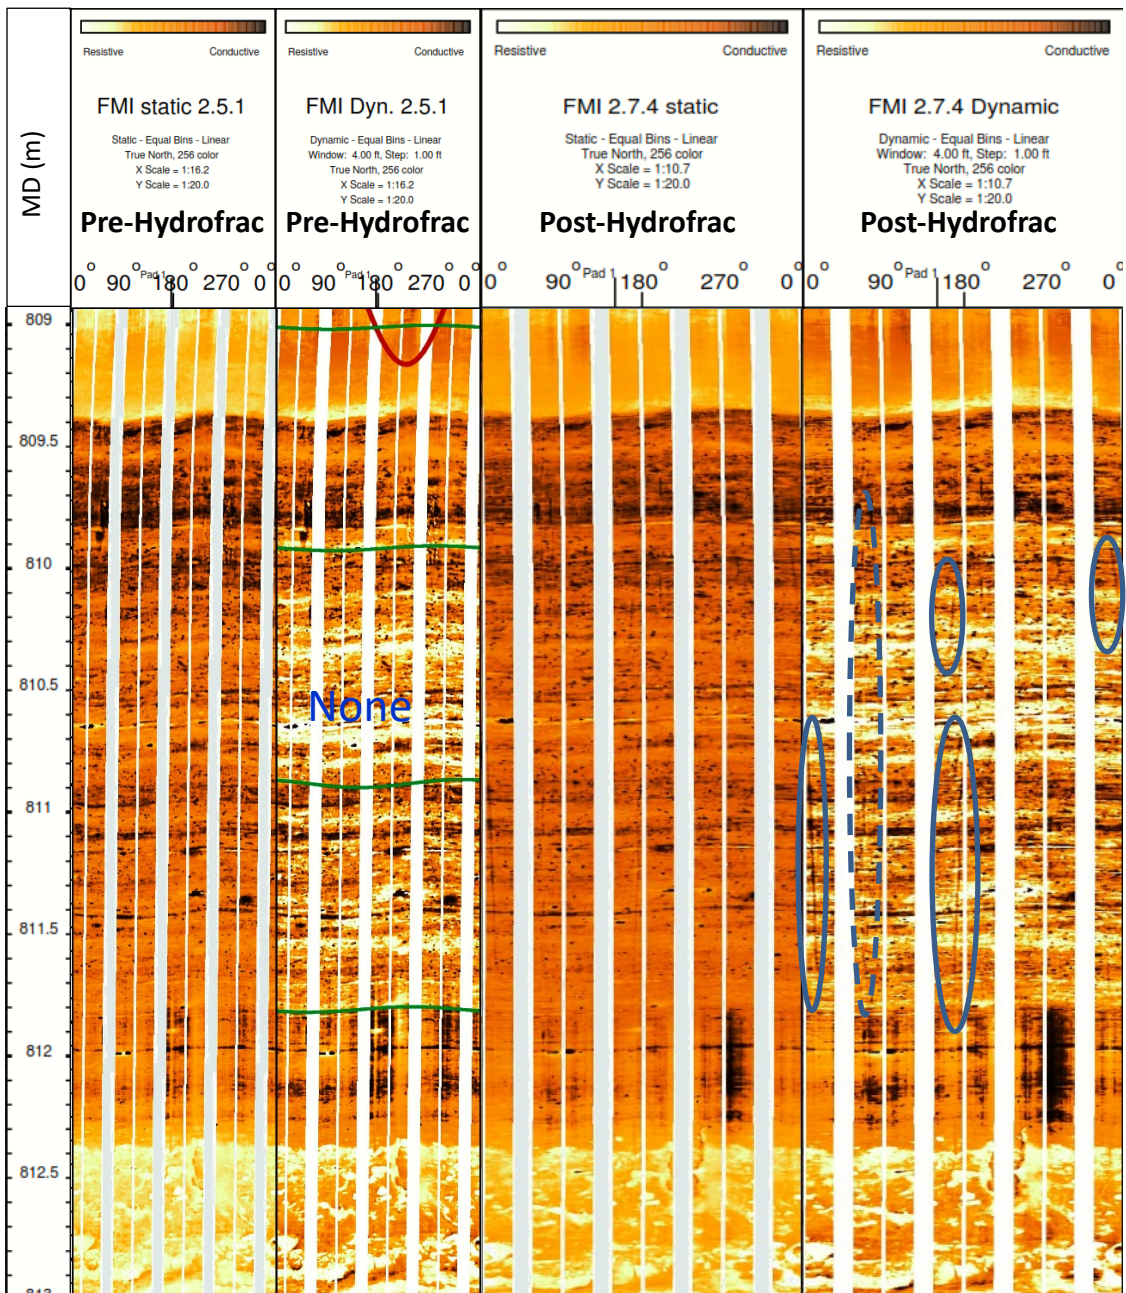 MD (m)
Resistive Conductive
FMI static 2.5.1
Static - Equal Bins - Linear
True North, 256 color
X Scale = 1:16.2
Y Scale = 1:20.0
Pre-Hydrofrac
Pad 1
0 90 180 270 0
Resistive Conductive
FMI Dyn. 2.5.1
Dynamic - Equal Bins - Linear
Window: 4.00 ft, Step: 1.00 ft
True North, 256 color
X Scale = 1:16.2
Y Scale = 1:20.0
Pre-Hydrofrac
Pad 1
0 90 180 270 0
Resistive Conductive
FMI 2.7.4 static
Static - Equal Bins - Linear
True North, 256 color
X Scale = 1:10.7
Y Scale = 1:20.0
Post-Hydrofrac
Pad 1
0 90 180 270 0
Resistive Conductive
FMI 2.7.4 Dynamic
Dynamic - Equal Bins - Linear
Window: 4.00 ft, Step: 1.00 ft
True North, 256 color
X Scale = 1:10.7
Y Scale = 1:20.0
Post-Hydrofrac
Pad 1
0 90 180 270 0
809
809.5
810
810.5
None
811
811.5
812
812.5
813